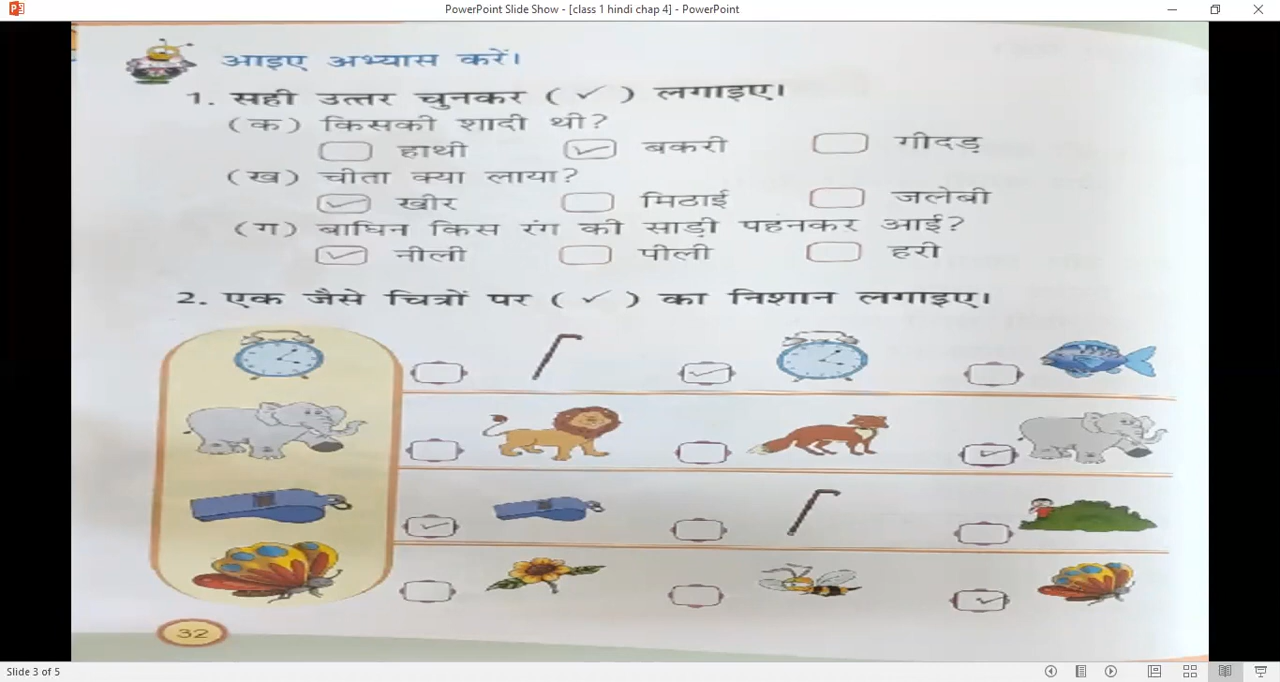 PowerPoint Slide Show - [class 1 hindi chap 4] - PowerPoint
आइए अभ्यास करें।
1. सही उत्तर चुनकर ( ✓ ) लगाइए।
(क) किसकी शादी थी?
हाथी ✓ बकरी गीदड़
(ख) चीता क्या लाया?
✓ खीर मिठाई जलेबी
(ग) बाघिन किस रंग की साड़ी पहनकर आई?
✓ नीली पीली हरी
2. एक जैसे चित्रों पर ( ✓ ) का निशान लगाइए।
32
Slide 3 of 5